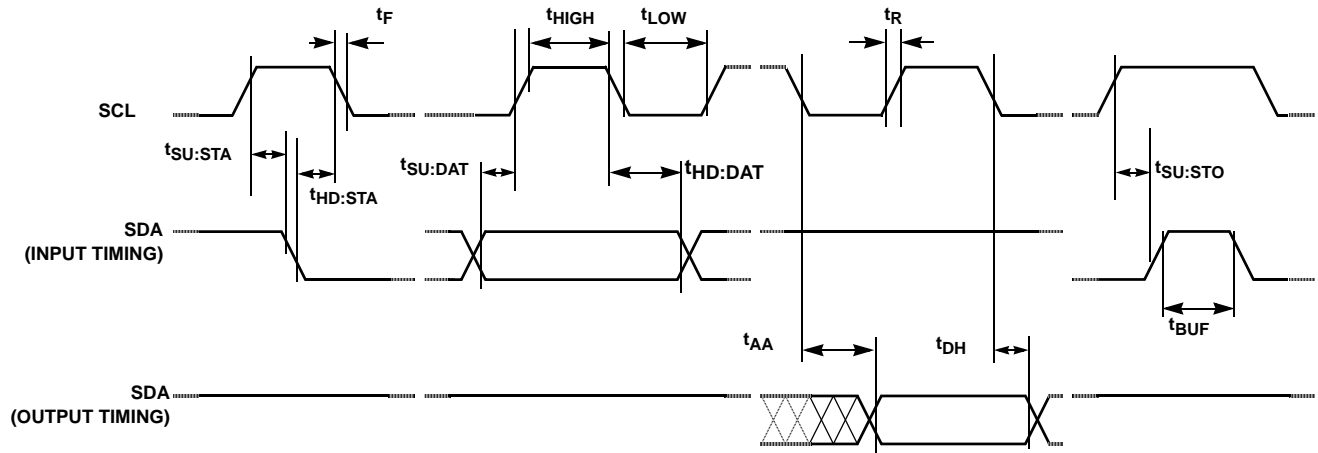 tF
tHIGH
tLOW
tR
SCL
tSU:STA
tHD:STA
tSU:DAT
tHD:DAT
tSU:STO
SDA
(INPUT TIMING)
tBUF
tAA
tDH
SDA
(OUTPUT TIMING)